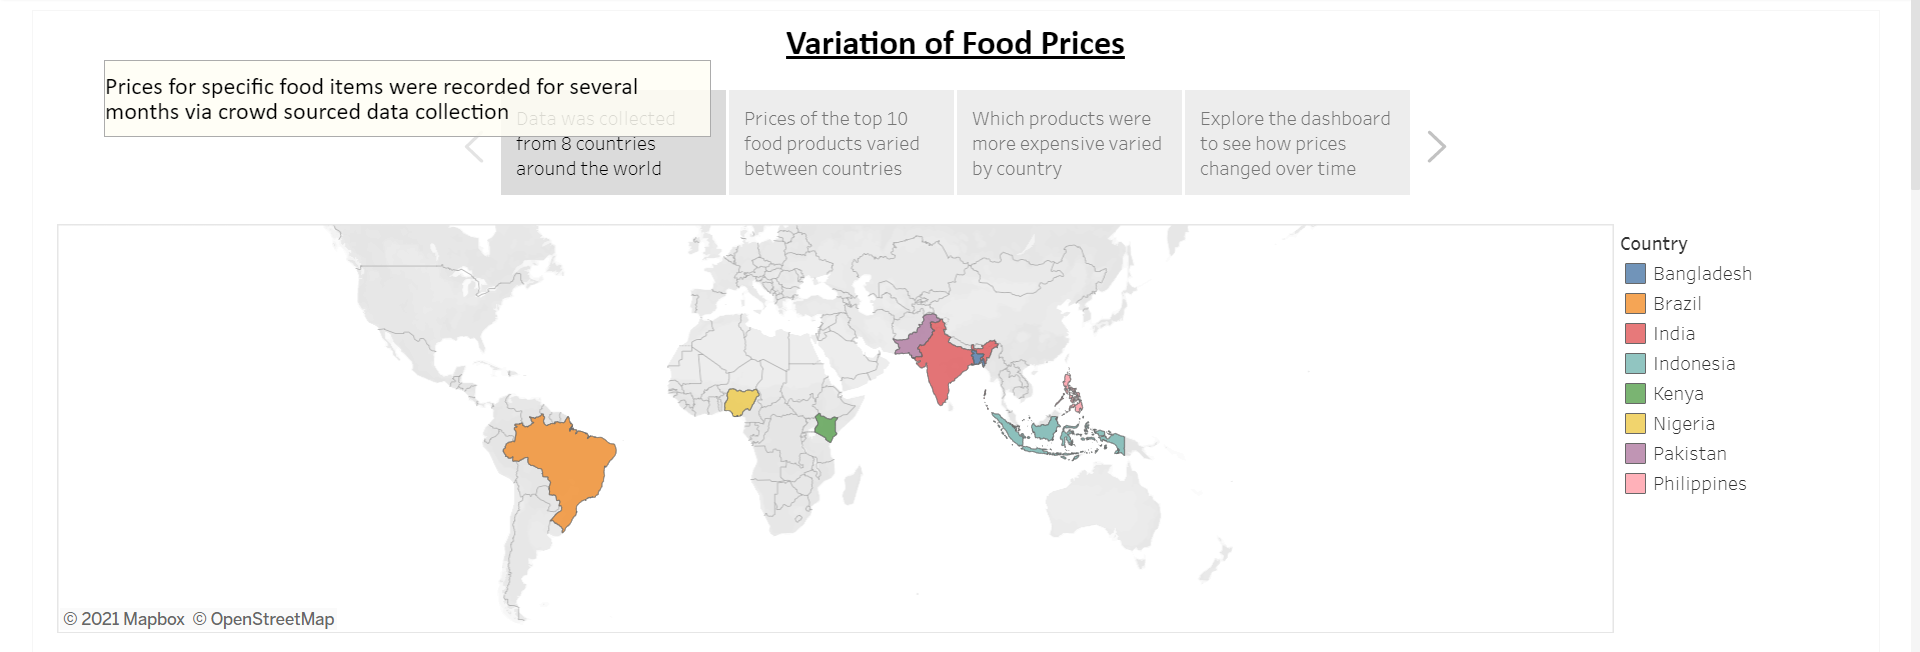 Variation of Food Prices
Prices for specific food items were recorded for several
months via crowd sourced data collection
Data was collected
from 8 countries
around the world
Prices of the top 10
food products varied
between countries
Which products were
more expensive varied
by country
Explore the dashboard
to see how prices
changed over time
Country
Bangladesh
Brazil
India
Indonesia
Kenya
Nigeria
Pakistan
Philippines
© 2021 Mapbox © OpenStreetMap